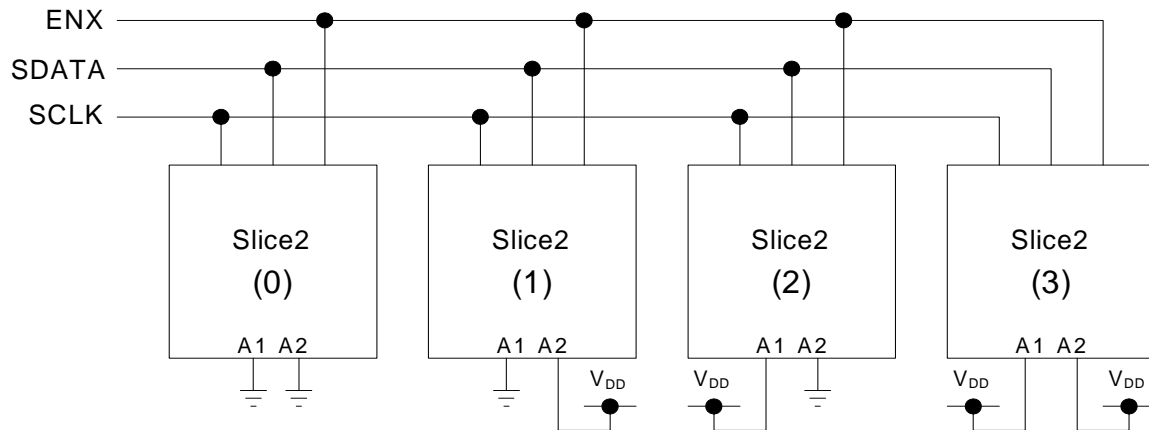 ENX
SDATA
SCLK
Slice2 Slice2 Slice2 Slice2
(0) (1) (2) (3)
A1 A2 A1 A2 A1 A2 A1 A2
VDD VDD VDD VDD